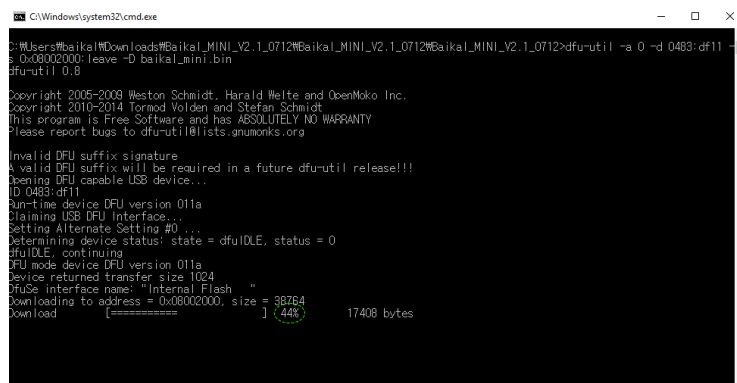 C:\Windows\system32\cmd.exe
C:₩Users₩baikal₩Downloads₩Baikal_MINI_V2.1_0712₩Baikal_MINI_V2.1_0712₩Baikal_MINI_V2.1_0712>dfu-util -a 0 -d 0483:df11 -
s 0x08002000:leave -D baikal_mini.bin
dfu-util 0.8
Copyright 2005-2009 Weston Schmidt, Harald Welte and OpenMoko Inc.
Copyright 2010-2014 Tormod Volden and Stefan Schmidt
This program is Free Software and has ABSOLUTELY NO WARRANTY
Please report bugs to dfu-util@lists.gnumonks.org
Invalid DFU suffix signature
A valid DFU suffix will be required in a future dfu-util release!!!
Opening DFU capable USB device...
ID 0483:df11
Run-time device DFU version 011a
Claiming USB DFU Interface...
Setting Alternate Setting #0 ...
Determining device status: state = dfuIDLE, status = 0
dfuIDLE, continuing
DFU mode device DFU version 011a
Device returned transfer size 1024
DfuSe interface name: "Internal Flash   "
Downloading to address = 0x08002000, size = 38764
Download [=========== ] 44% 17408 bytes